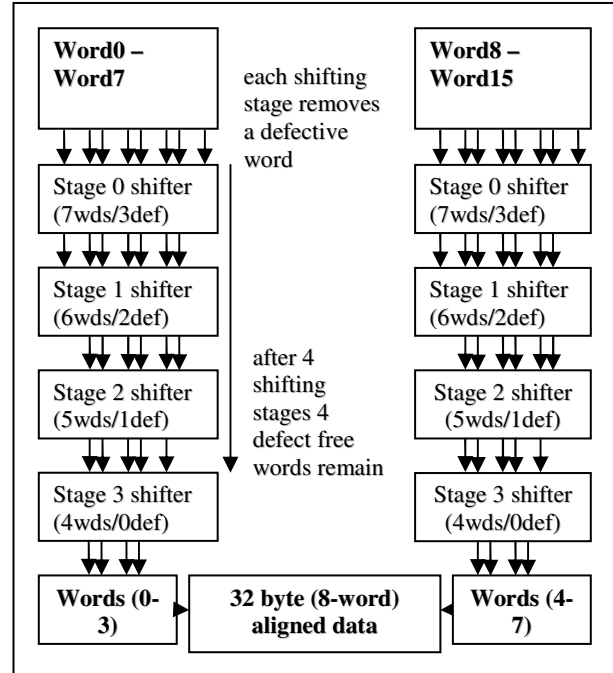 Word0 –
Word7
each shifting
stage removes
a defective
word
Word8 –
Word15
Stage 0 shifter
(7wds/3def)
Stage 0 shifter
(7wds/3def)
Stage 1 shifter
(6wds/2def)
Stage 1 shifter
(6wds/2def)
after 4
shifting
stages 4
defect free
words remain
Stage 2 shifter
(5wds/1def)
Stage 2 shifter
(5wds/1def)
Stage 3 shifter
(4wds/0def)
Stage 3 shifter
(4wds/0def)
Words (0-
3)
32 byte (8-word)
aligned data
Words (4-
7)